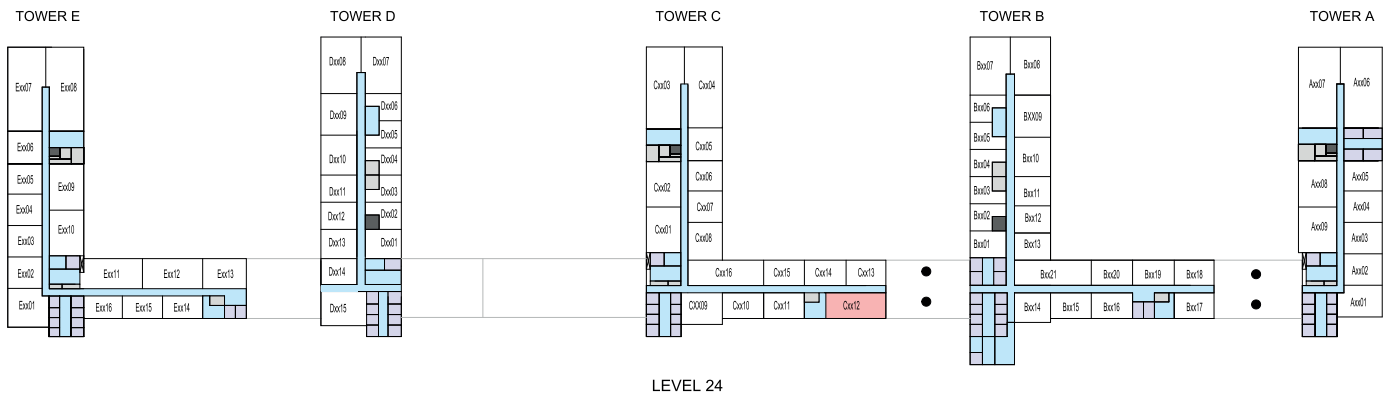 TOWER E
TOWER D
TOWER C
TOWER B
TOWER A
Exx07
Exx08
Exx06
Exx05
Exx09
Exx04
Exx10
Exx03
Exx02
Exx11
Exx12
Exx13
Exx01
Exx16
Exx15
Exx14
Dxx08
Dxx07
Dxx06
Dxx09
Dxx05
Dxx10
Dxx04
Dxx11
Dxx03
Dxx12
Dxx02
Dxx13
Dxx01
Dxx14
Dxx15
Cxx03
Cxx04
Cxx05
Cxx06
Cxx02
Cxx07
Cxx01
Cxx08
Cxx16
Cxx15
Cxx14
Cxx13
CXX09
Cxx10
Cxx11
Cxx12
Bxx07
Bxx08
Bxx06
BXX09
Bxx05
Bxx04
Bxx10
Bxx03
Bxx11
Bxx02
Bxx12
Bxx01
Bxx13
Bxx21
Bxx20
Bxx19
Bxx18
Bxx14
Bxx15
Bxx16
Bxx17
Axx07
Axx06
Axx05
Axx08
Axx04
Axx09
Axx03
Axx02
Axx01
LEVEL 24